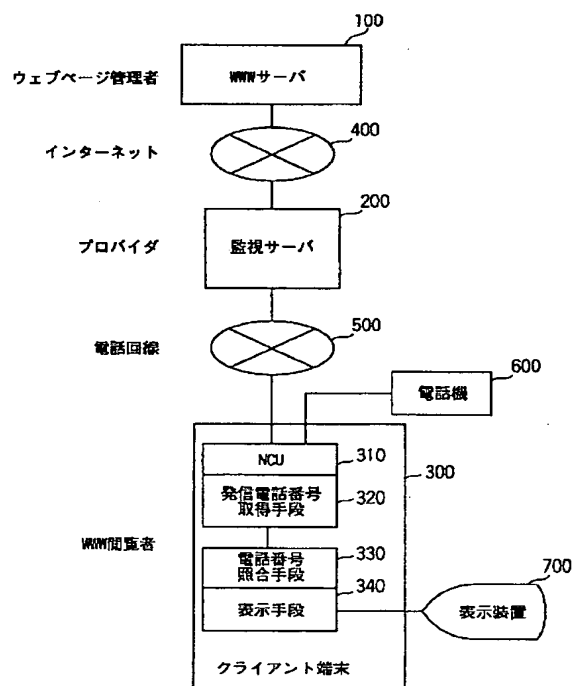 100
ウェブページ管理者
WWWサーバ
400
インターネット
200
プロバイダ
監視サーバ
500
電話回線
600
電話機
NCU
310
300
発信電話番号
取得手段
320
WWW閲覧者
電話番号
照合手段
330
340
表示手段
700
表示装置
クライアント端末